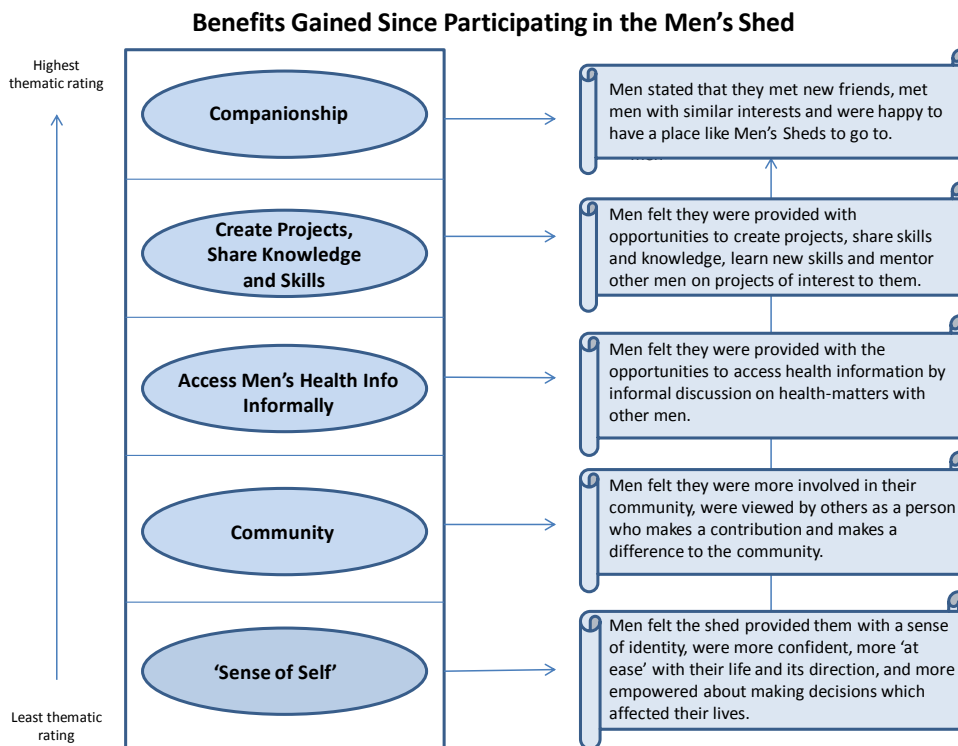 Benefits Gained Since Participating in the Men's Shed
Highest
thematic rating
Companionship
Men stated that they met new friends, met
men with similar interests and were happy to
have a place like Men's Sheds to go to.
Create Projects,
Share Knowledge
and Skills
Men felt they were provided with
opportunities to create projects, share skills
and knowledge, learn new skills and mentor
other men on projects of interest to them.
Access Men's Health Info
Informally
Men felt they were provided with the
opportunities to access health information by
informal discussion on health-matters with
other men.
Community
Men felt they were more involved in their
community, were viewed by others as a person
who makes a contribution and makes a
difference to the community.
'Sense of Self'
Men felt the shed provided them with a sense
of identity, were more confident, more 'at
ease' with their life and its direction, and more
empowered about making decisions which
affected their lives.
Least thematic
rating